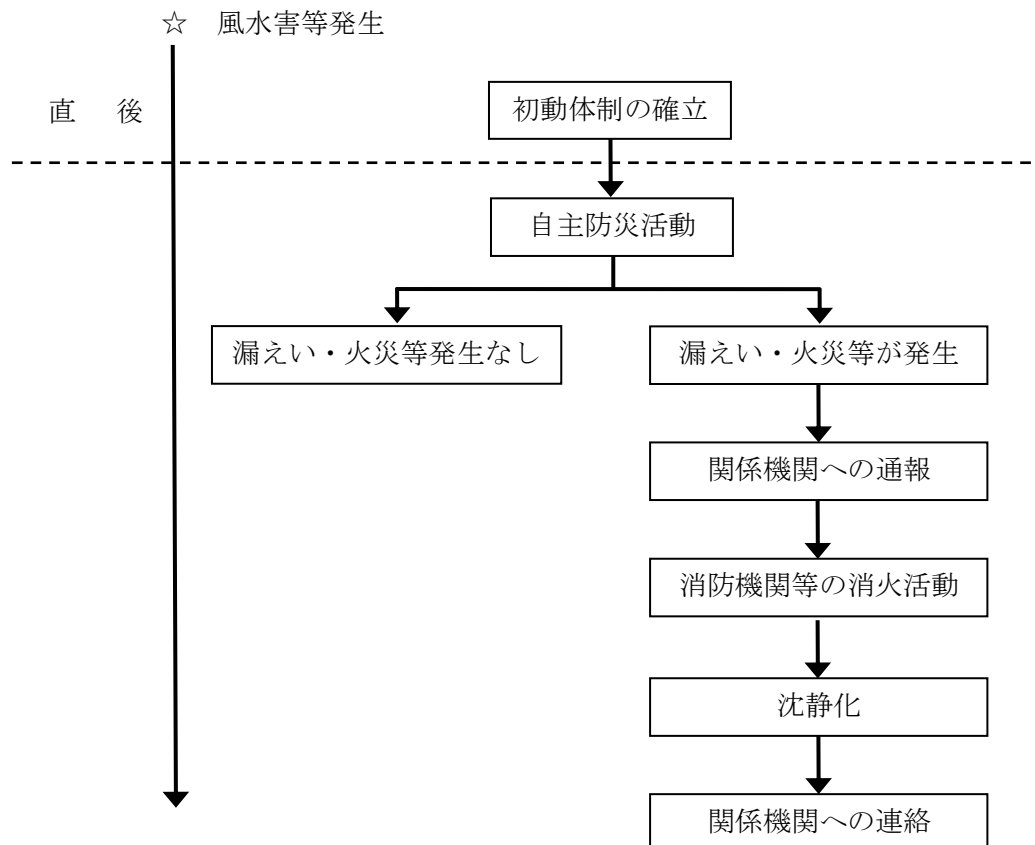 ☆　風水害等発生
直　後
初動体制の確立
自主防災活動
漏えい・火災等発生なし
漏えい・火災等が発生
関係機関への通報
消防機関等の消火活動
沈静化
関係機関への連絡